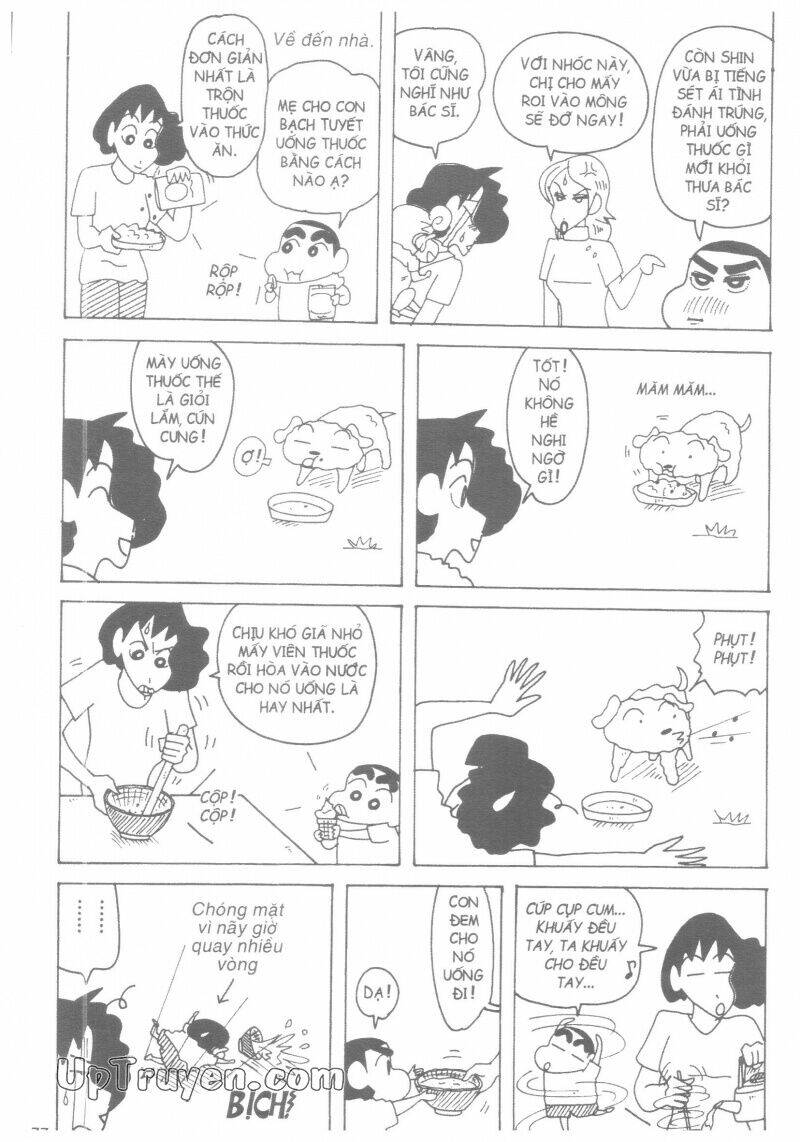 CÒN SHIN
VỪA BỊ TIẾNG
SÉT ÁI TÌNH
ĐÁNH TRÚNG,
PHẢI UỐNG
THUỐC GÌ
MỚI KHỎI
THƯA BÁC
SĨ?
VỚI NHÓC NÀY,
CHỊ CHO MẤY
ROI VÀO MÔNG
SẼ ĐỠ NGAY!
VÂNG,
TÔI CŨNG
NGHĨ NHƯ
BÁC SĨ.
Về đến nhà.
MẸ CHO CON
BẠCH TUYẾT
UỐNG THUỐC
BẰNG CÁCH
NÀO Ạ?
CÁCH
ĐƠN GIẢN
NHẤT LÀ
TRỘN
THUỐC
VÀO THỨC
ĂN.
RỘP
RỘP!
MÀM MĂM...
TỐT!
NÓ
KHÔNG
HỀ
NGHI
NGỜ
GÌ!
Ợ!
MÀY UỐNG
THUỐC THẾ
LÀ GIỎI
LẮM, CÚN
CƯNG!
PHỤT!
PHỤT!
CHỊU KHÓ GIÃ NHỎ
MẤY VIÊN THUỐC
RỒI HÒA VÀO NƯỚC
CHO NÓ UỐNG LÀ
HAY NHẤT.
CỘP!
CỘP!
CÚP CỤP CUM...
KHUẤY ĐỀU
TAY, TA KHUẤY
CHO ĐỀU
TAY...
CON
ĐEM
CHO
NÓ
UỐNG
ĐI!
DẠ!
Chóng mặt
vì nãy giờ
quay nhiêu
vòng
BỊCH!
......
......
UpTruyen.com